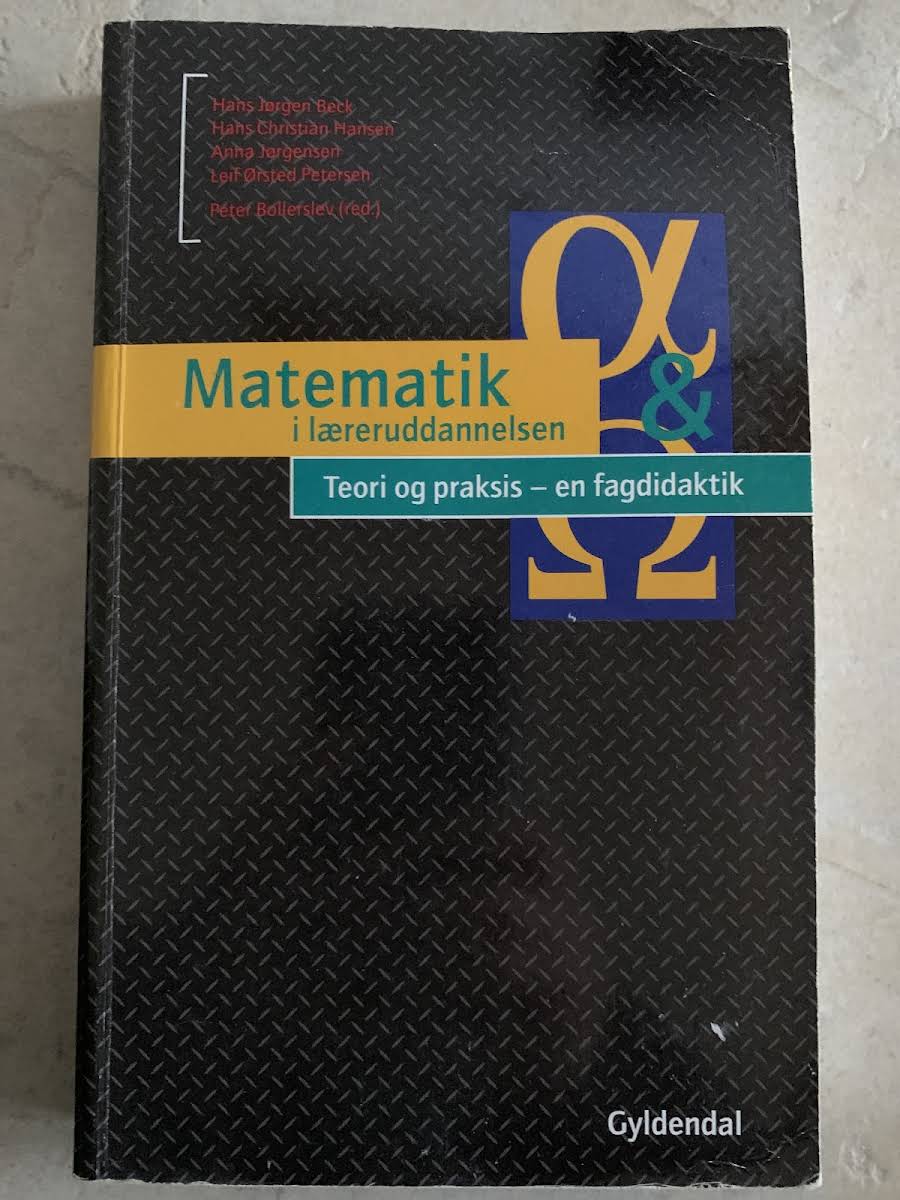 Hans Jørgen Beck
Hans Christian Hansen
Anna Jørgensen
Leif Ørsted Petersen
Peter Bollerslev (red.)
α
&
Matematik
i læreruddannelsen
Teori og praksis – en fagdidaktik
Ω
Gyldendal